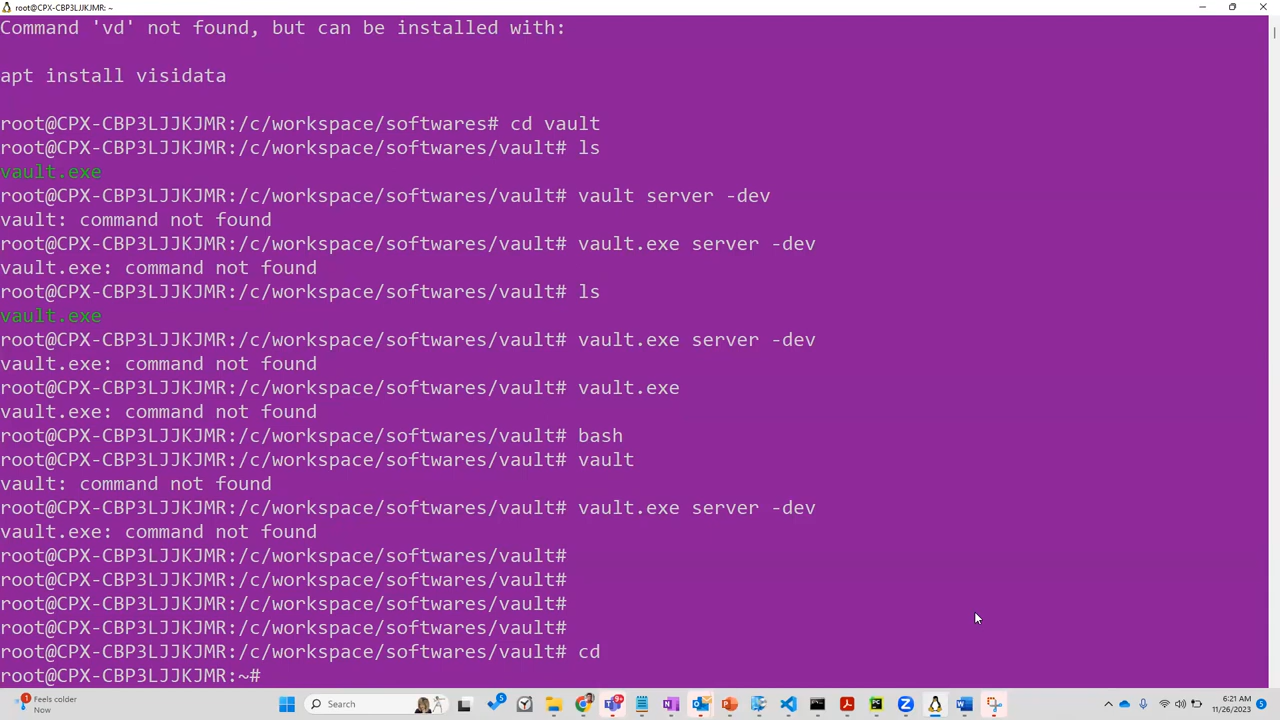 root@CPX-CBP3LJJKJMR: ~
Command 'vd' not found, but can be installed with:
apt install visidata
root@CPX-CBP3LJJKJMR:/c/workspace/softwares# cd vault
root@CPX-CBP3LJJKJMR:/c/workspace/softwares/vault# ls
vault.exe
root@CPX-CBP3LJJKJMR:/c/workspace/softwares/vault# vault server -dev
vault: command not found
root@CPX-CBP3LJJKJMR:/c/workspace/softwares/vault# vault.exe server -dev
vault.exe: command not found
root@CPX-CBP3LJJKJMR:/c/workspace/softwares/vault# ls
vault.exe
root@CPX-CBP3LJJKJMR:/c/workspace/softwares/vault# vault.exe server -dev
vault.exe: command not found
root@CPX-CBP3LJJKJMR:/c/workspace/softwares/vault# vault.exe
vault.exe: command not found
root@CPX-CBP3LJJKJMR:/c/workspace/softwares/vault# bash
root@CPX-CBP3LJJKJMR:/c/workspace/softwares/vault# vault
vault: command not found
root@CPX-CBP3LJJKJMR:/c/workspace/softwares/vault# vault.exe server -dev
vault.exe: command not found
root@CPX-CBP3LJJKJMR:/c/workspace/softwares/vault#
root@CPX-CBP3LJJKJMR:/c/workspace/softwares/vault#
root@CPX-CBP3LJJKJMR:/c/workspace/softwares/vault#
root@CPX-CBP3LJJKJMR:/c/workspace/softwares/vault#
root@CPX-CBP3LJJKJMR:/c/workspace/softwares/vault# cd
root@CPX-CBP3LJJKJMR:~#
1
Feels colder
Now
Search
5
9+
6:21 AM
11/26/2023
5